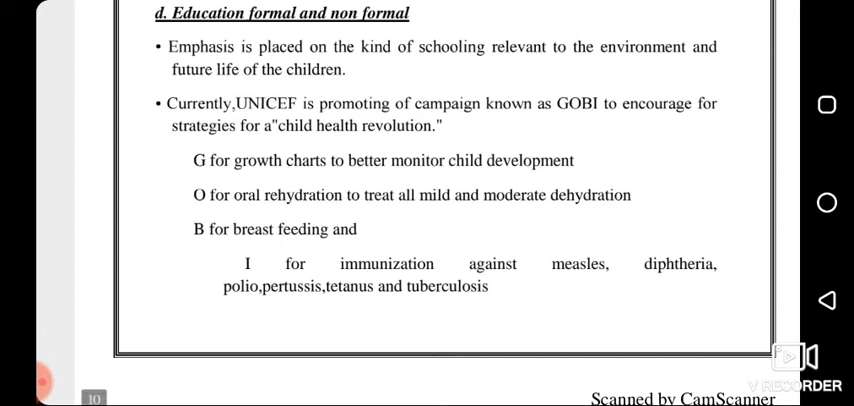 d. Education formal and non formal
• Emphasis is placed on the kind of schooling relevant to the environment and
future life of the children.
• Currently,UNICEF is promoting of campaign known as GOBI to encourage for
strategies for a"child health revolution."
G for growth charts to better monitor child development
O for oral rehydration to treat all mild and moderate dehydration
B for breast feeding and
I for immunization against measles, diphtheria,
polio,pertussis,tetanus and tuberculosis
10
Scanned by CamScanner
V RECORDER